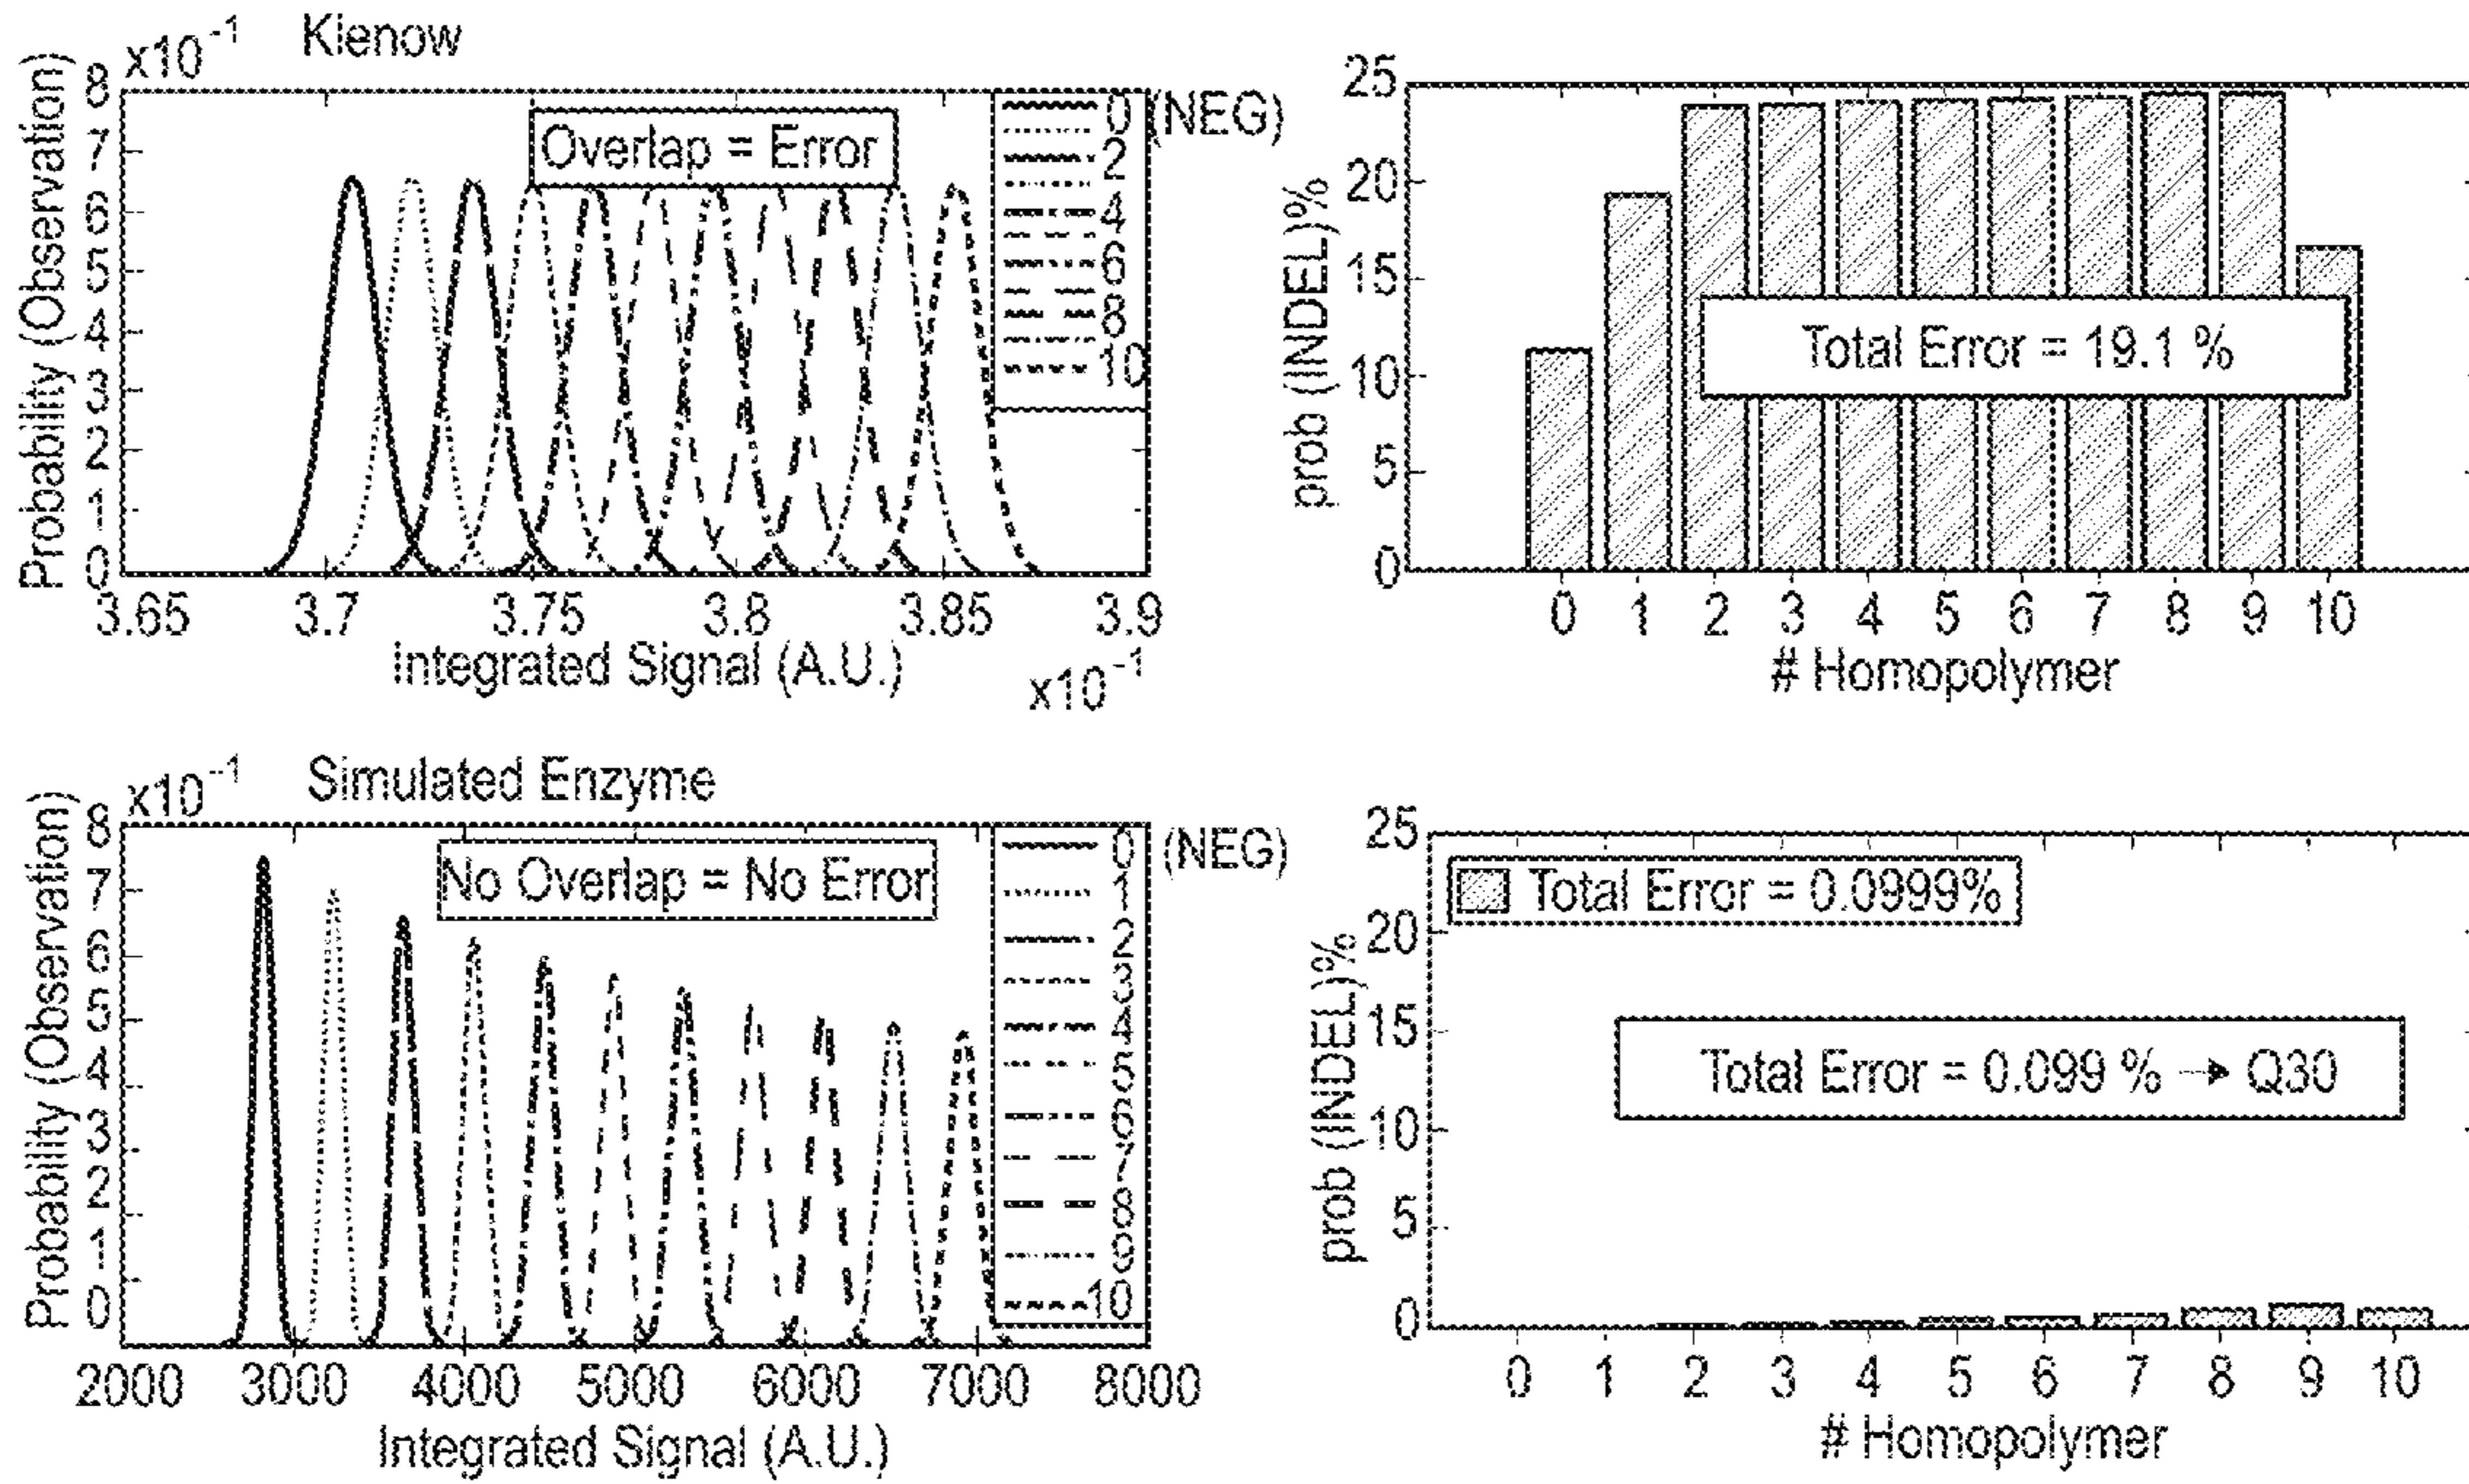 x10⁻¹ Klenow
Probability (Observation)
8
7
6
5
4
3
2
1
0
Overlap = Error
0 (NEG)
2
4
6
8
10
3.65 3.7 3.75 3.8 3.85 3.9
Integrated Signal (A.U.)
x10⁻¹
prob (INDEL)%
25
20
15
10
5
0
Total Error = 19.1 %
0 1 2 3 4 5 6 7 8 9 10
# Homopolymer
x10⁻¹ Simulated Enzyme
Probability (Observation)
8
7
6
5
4
3
2
1
0
No Overlap = No Error
0 (NEG)
1
2
3
4
5
6
7
8
9
10
2000 3000 4000 5000 6000 7000 8000
Integrated Signal (A.U.)
prob (INDEL)%
25
20
15
10
5
0
Total Error = 0.0999%
Total Error = 0.099 % → Q30
0 1 2 3 4 5 6 7 8 9 10
# Homopolymer